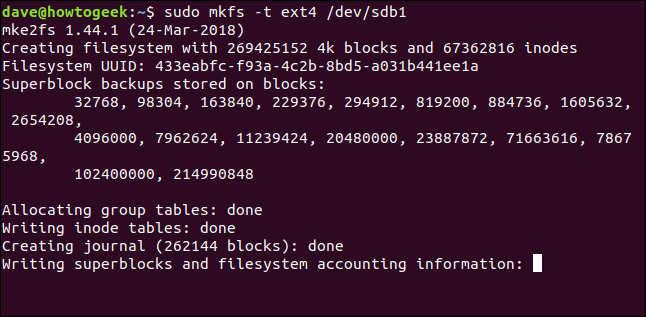 dave@howtogeek:~$ sudo mkfs -t ext4 /dev/sdb1
mke2fs 1.44.1 (24-Mar-2018)
Creating filesystem with 269425152 4k blocks and 67362816 inodes
Filesystem UUID: 433eabfc-f93a-4c2b-8bd5-a031b441ee1a
Superblock backups stored on blocks:
        32768, 98304, 163840, 229376, 294912, 819200, 884736, 1605632,
 2654208,
        4096000, 7962624, 11239424, 20480000, 23887872, 71663616, 7867
5968,
        102400000, 214990848

Allocating group tables: done
Writing inode tables: done
Creating journal (262144 blocks): done
Writing superblocks and filesystem accounting information: